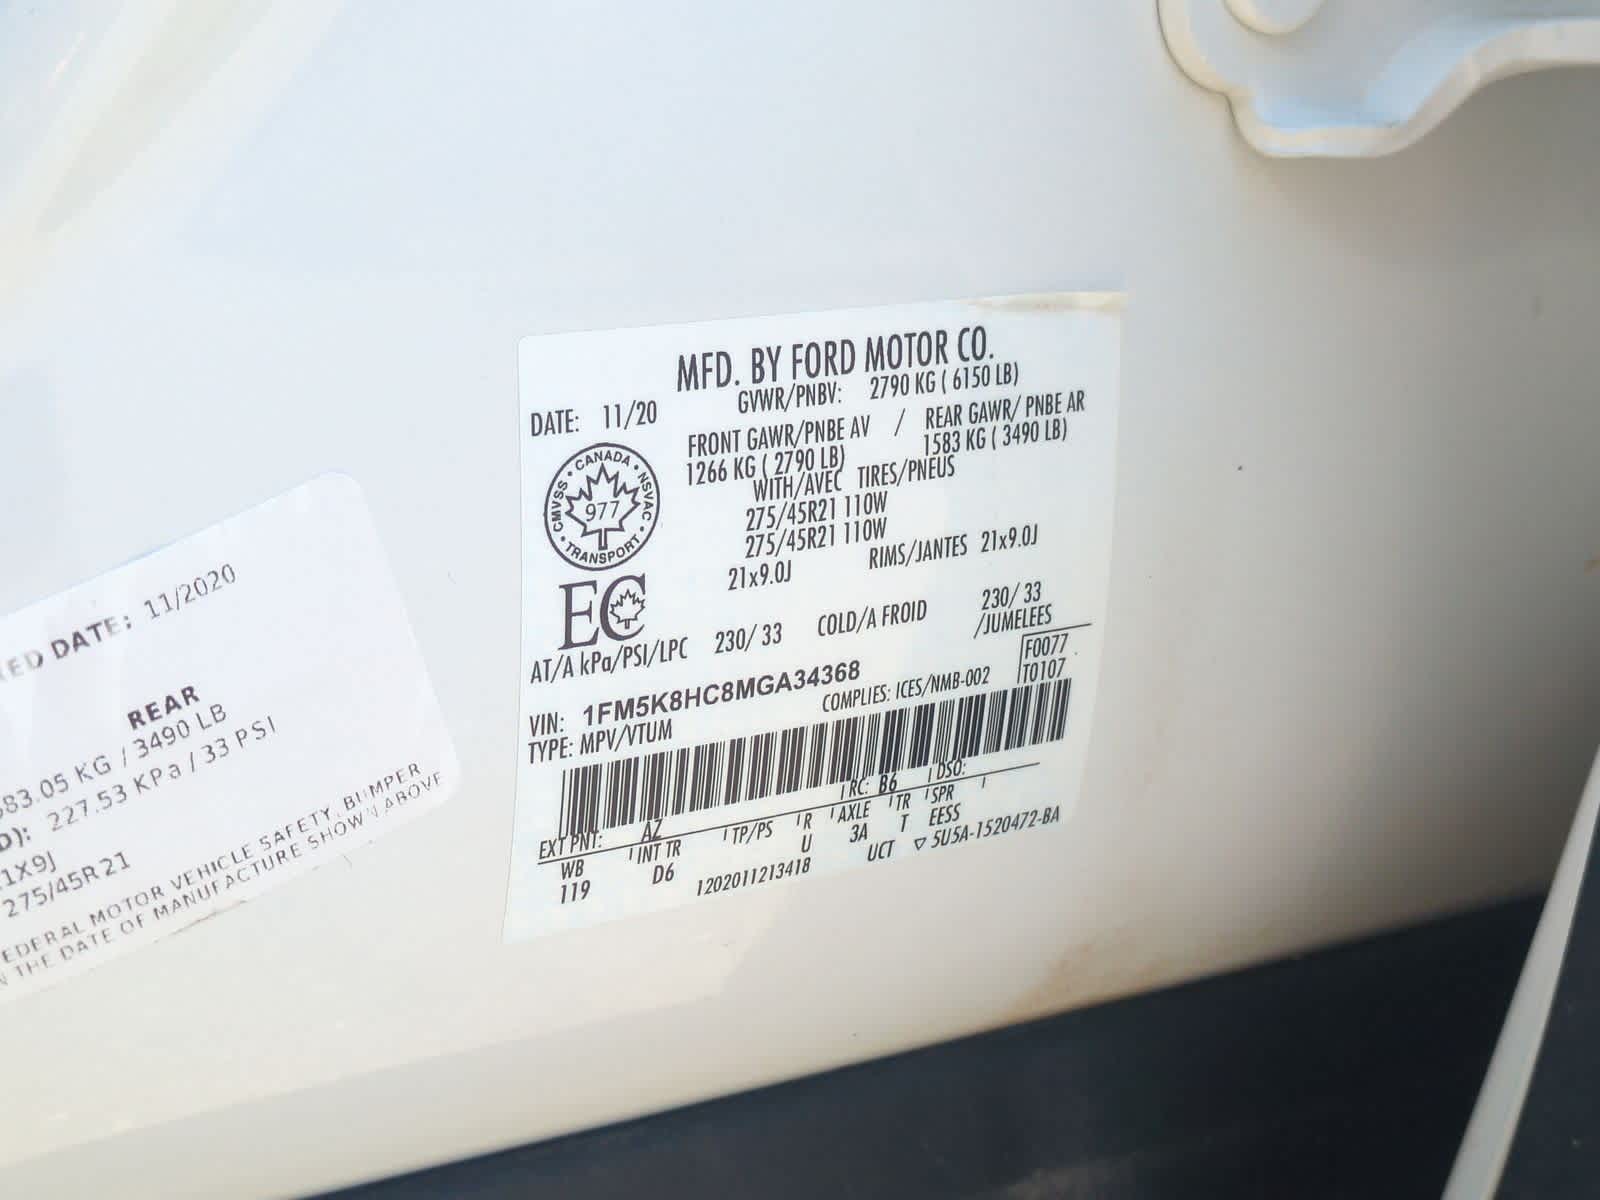 MFD. BY FORD MOTOR CO.
DATE: 11/20 GVWR/PNBV: 2790 KG ( 6150 LB)
FRONT GAWR/PNBE AV / REAR GAWR/ PNBE AR
1266 KG ( 2790 LB) 1583 KG ( 3490 LB)
WITH/AVEC TIRES/PNEUS
275/45R21 110W
275/45R21 110W
21x9.0J RIMS/JANTES 21x9.0J
CANADA
CMVSS NSVAC
977
TRANSPORT
EC
AT/A kPa/PSI/LPC 230/ 33 COLD/A FROID 230/ 33
/JUMELEES
VIN: 1FM5K8HC8MGA34368 F0077
TYPE: MPV/VTUM COMPLIES: ICES/NMB-002 T0107
RC: B6 DSO:
EXT PNT: AZ
WB INT TR TP/PS R AXLE TR SPR
119 D6 U 3A T EESS
1202011213418 UCT ▽ 5U5A-1520472-BA
ED DATE: 11/2020
REAR
83.05 KG / 3490 LB
D): 227.53 KPa / 33 PSI
1X9J
275/45R21
EDERAL MOTOR VEHICLE SAFETY, BUMPER
N THE DATE OF MANUFACTURE SHOWN ABOVE